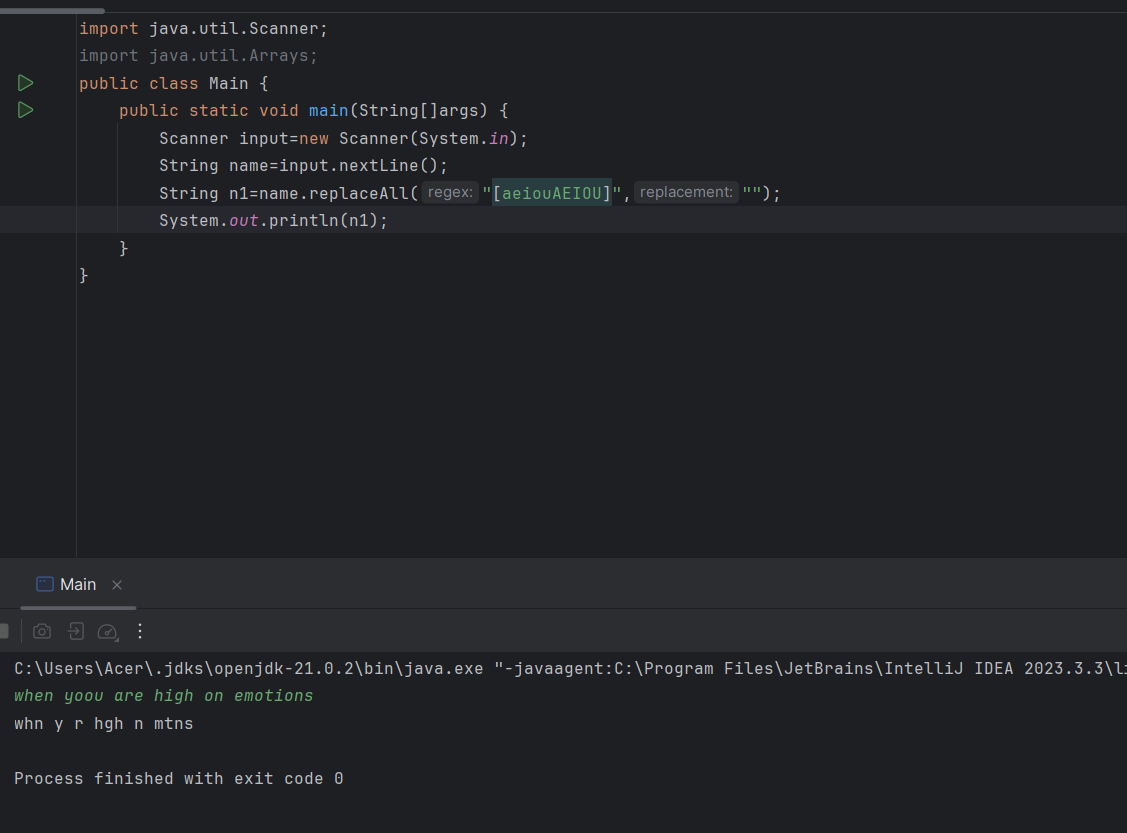 import java.util.Scanner;
import java.util.Arrays;
public class Main {
public static void main(String[]args) {
Scanner input=new Scanner(System.in);
String name=input.nextLine();
String n1=name.replaceAll( regex: "[aeiouAEIOU]", replacement: "");
System.out.println(n1);
}
}
Main
C:\Users\Acer\.jdks\openjdk-21.0.2\bin\java.exe "-javaagent:C:\Program Files\JetBrains\IntelliJ IDEA 2023.3.3\li
when yoou are high on emotions
whn y r hgh n mtns
Process finished with exit code 0